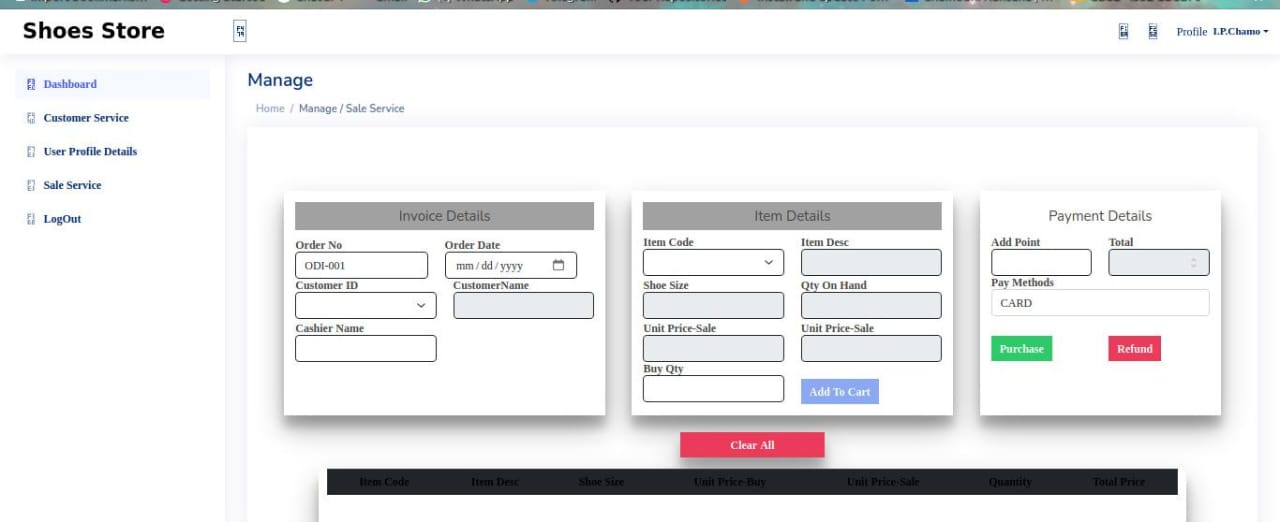 Shoes Store
Profile I.P.Chamo
Dashboard
Customer Service
User Profile Details
Sale Service
LogOut
Manage
Home / Manage / Sale Service
Invoice Details
Order No
Order Date
ODI-001
mm / dd / yyyy
Customer ID
CustomerName
Cashier Name
Item Details
Item Code
Item Desc
Shoe Size
Qty On Hand
Unit Price-Sale
Unit Price-Sale
Buy Qty
Add To Cart
Payment Details
Add Point
Total
Pay Methods
CARD
Purchase
Refund
Clear All
Item Code Item Desc Shoe Size Unit Price-Buy Unit Price-Sale Quantity Total Price